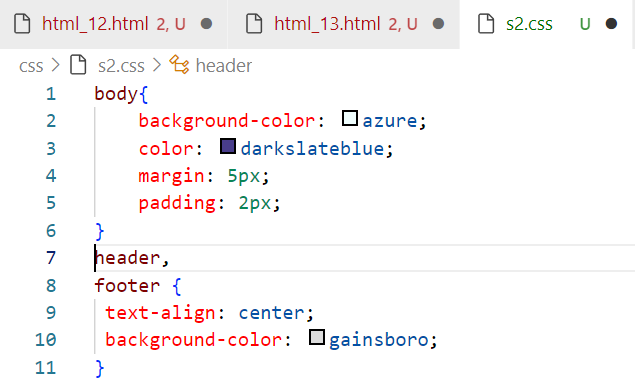 html_12.html 2, U ● html_13.html 2, U ● s2.css U ●
css > s2.css > header
1 body{
2 background-color: azure;
3 color: darkslateblue;
4 margin: 5px;
5 padding: 2px;
6 }
7 header,
8 footer {
9 text-align: center;
10 background-color: gainsboro;
11 }